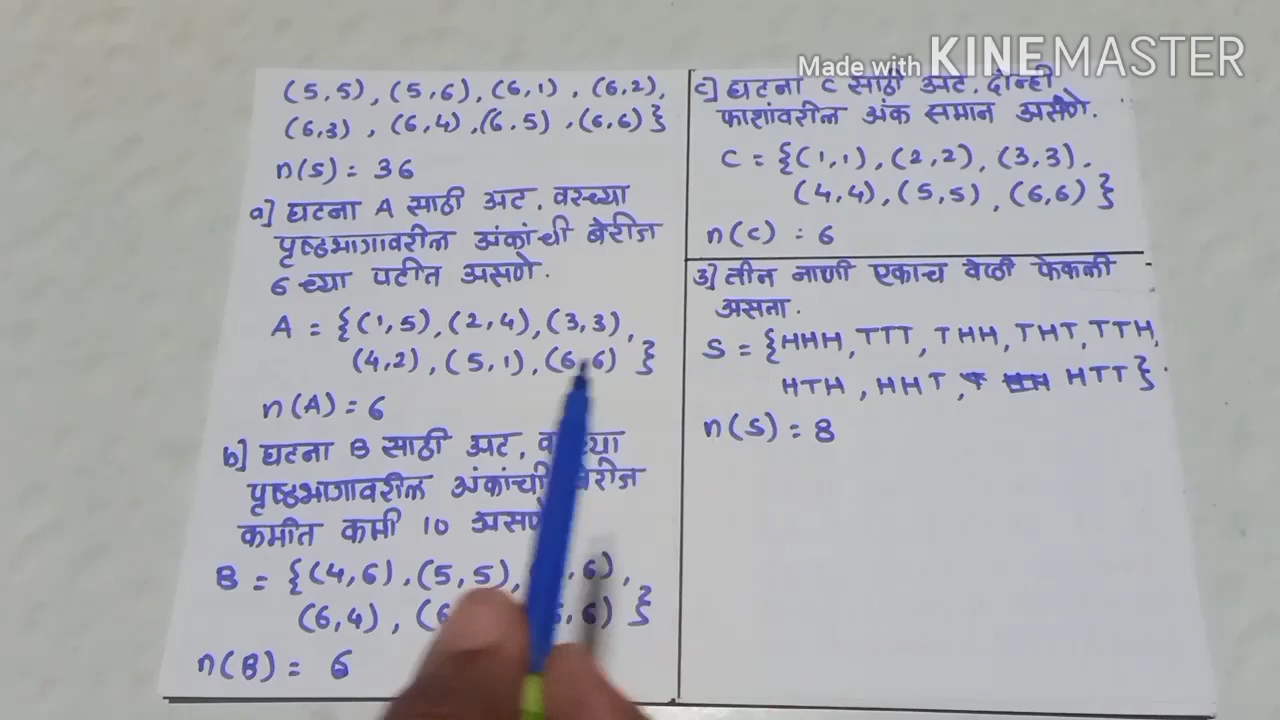 Made with KINEMASTER
(5,5), (5,6), (6,1), (6,2),
(6,3), (6,4), (6,5), (6,6)}
n(S) = 36
a] घटना A साठी अट, वरच्या
पृष्ठभागावरील अंकांची बेरीज
6 च्या पटीत असणे.
A = {(1,5), (2,4), (3,3),
(4,2), (5,1), (6,6) }
n(A) = 6
b] घटना B साठी अट,
पृष्ठभागावरील अंकांची
कमीत कमी 10
B = {(4,6), (5,5), ,6),
(6,4), (6 ,6) }
n(B) = 6
c] घटना C साठी अट, दोन्ही
फाशांवरील अंक समान असणे.
C = {(1,1), (2,2), (3,3),
(4,4), (5,5), (6,6) }
n(C) = 6
3] तीन नाणी एकाच वेळी फेकली
असता.
S = {HHH, TTT, THH, THT, TTH,
HTH, HHT, HTT}.
n(S) = 8